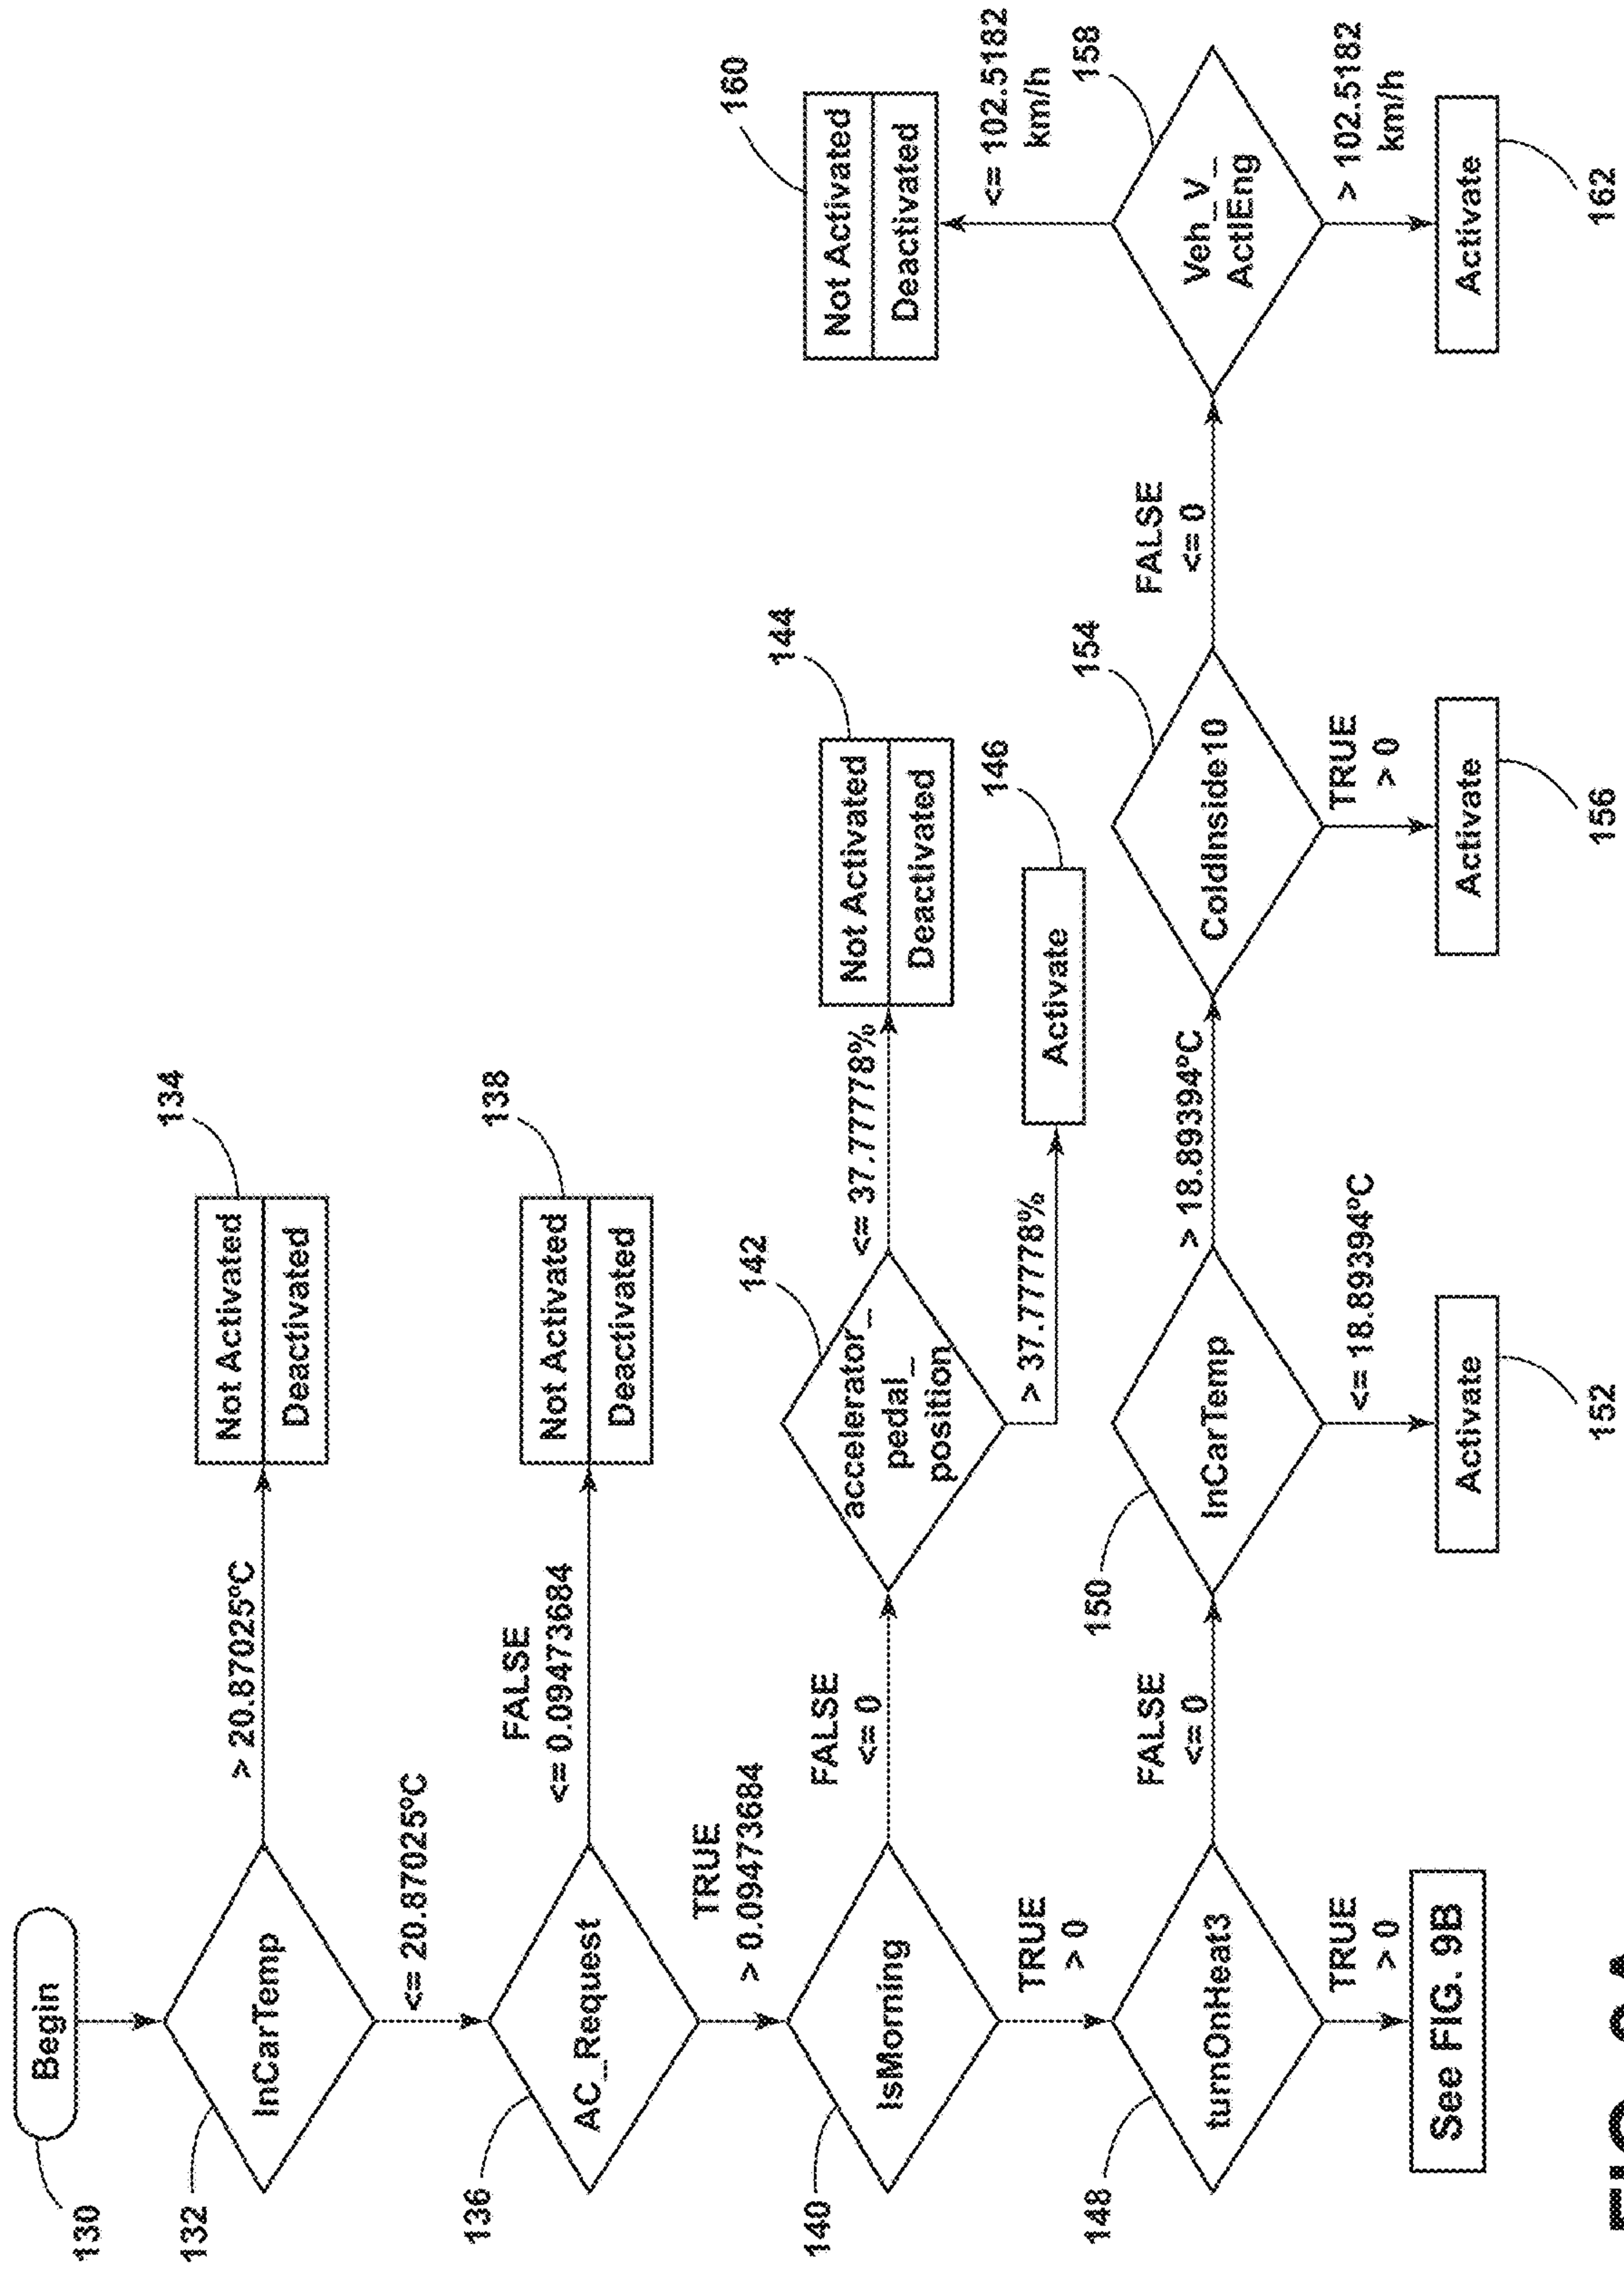 Begin
130
InCarTemp
132
> 20.87025ºC
Not Activated
Deactivated
134
<= 20.87025ºC
AC_Request
136
FALSE
<= 0.09473684
Not Activated
Deactivated
138
TRUE
> 0.09473684
IsMorning
140
FALSE
<= 0
accelerator_
pedal_
position
142
<= 37.77778%
Not Activated
Deactivated
144
> 37.77778%
Activate
146
TRUE
> 0
turnOnHeat3
148
FALSE
<= 0
InCarTemp
150
> 18.89394ºC
ColdInside10
154
FALSE
<= 0
Veh_V_
ActlEng
158
<= 102.5182
km/h
Not Activated
Deactivated
160
TRUE
> 0
See FIG. 9B
<= 18.89394ºC
Activate
152
TRUE
> 0
Activate
156
> 102.5182
km/h
Activate
162